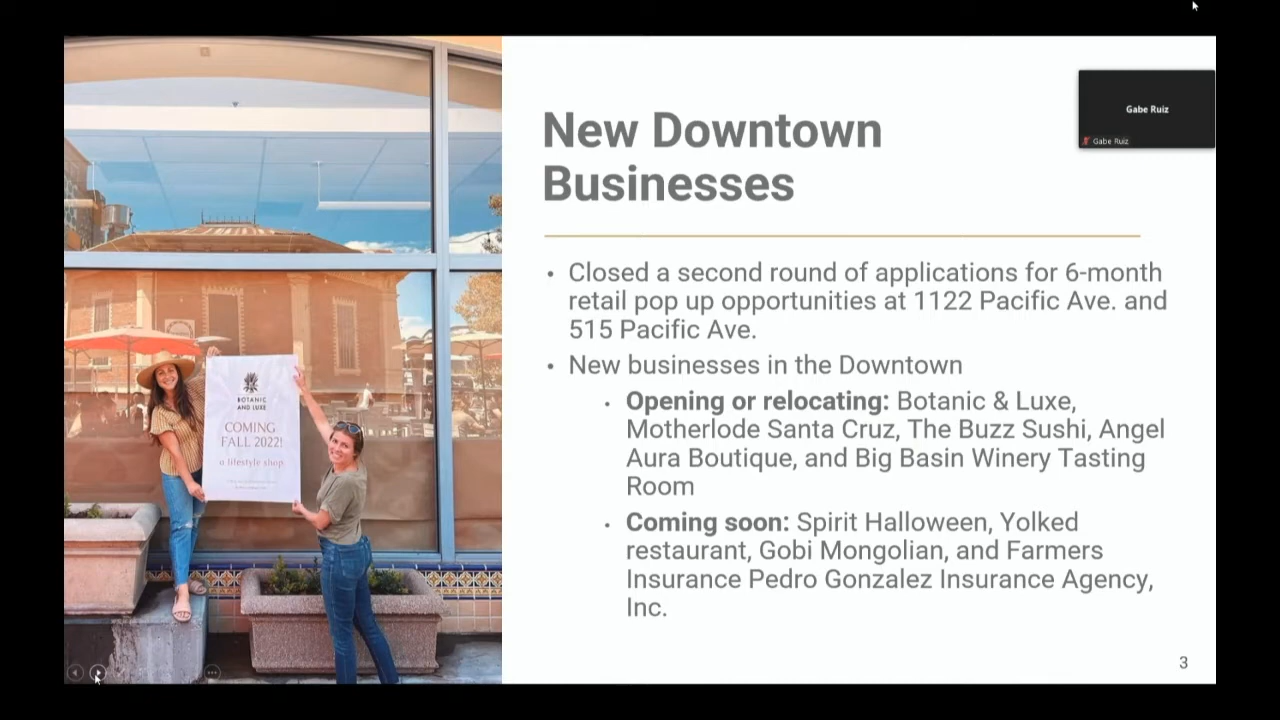 New Downtown
Businesses
Gabe Ruiz
Gabe Ruiz
• Closed a second round of applications for 6-month
retail pop up opportunities at 1122 Pacific Ave. and
515 Pacific Ave.
• New businesses in the Downtown
• Opening or relocating: Botanic & Luxe,
Motherlode Santa Cruz, The Buzz Sushi, Angel
Aura Boutique, and Big Basin Winery Tasting
Room
• Coming soon: Spirit Halloween, Yolked
restaurant, Gobi Mongolian, and Farmers
Insurance Pedro Gonzalez Insurance Agency,
Inc.
3
BOTANIC
AND LUXE
COMING
FALL 2022!
a lifestyle shop